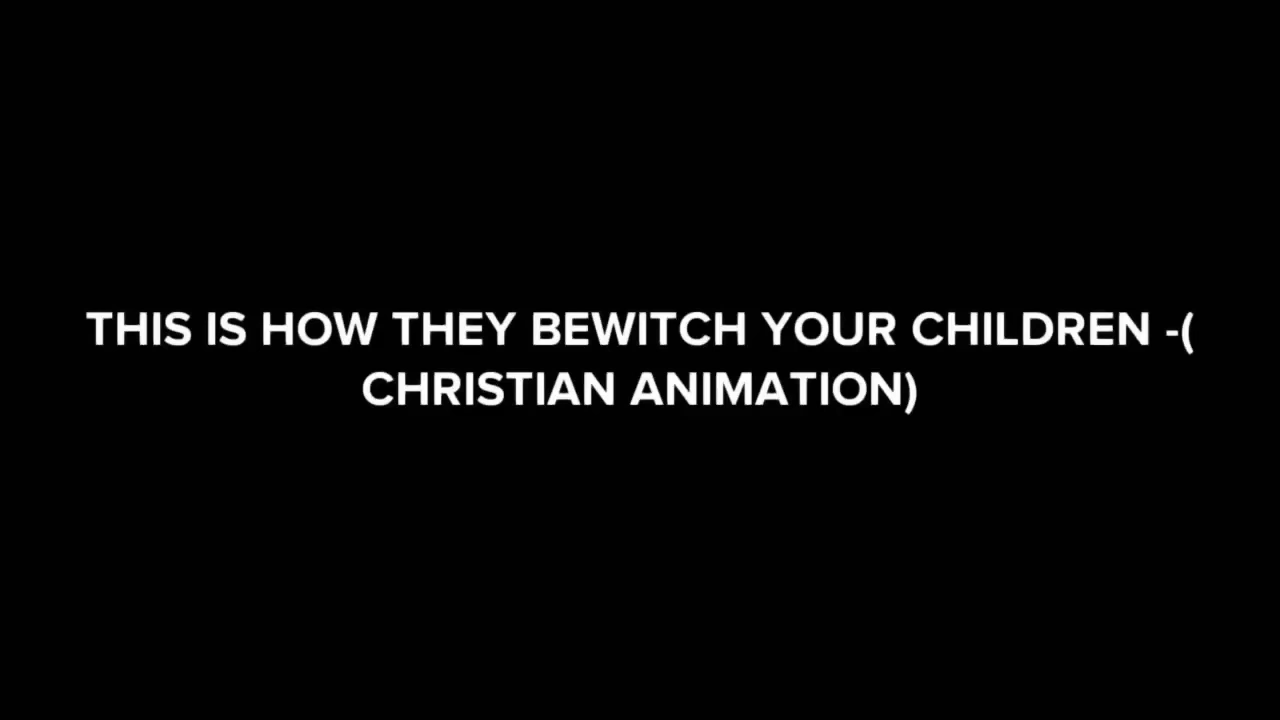 THIS IS HOW THEY BEWITCH YOUR CHILDREN -(
CHRISTIAN ANIMATION)